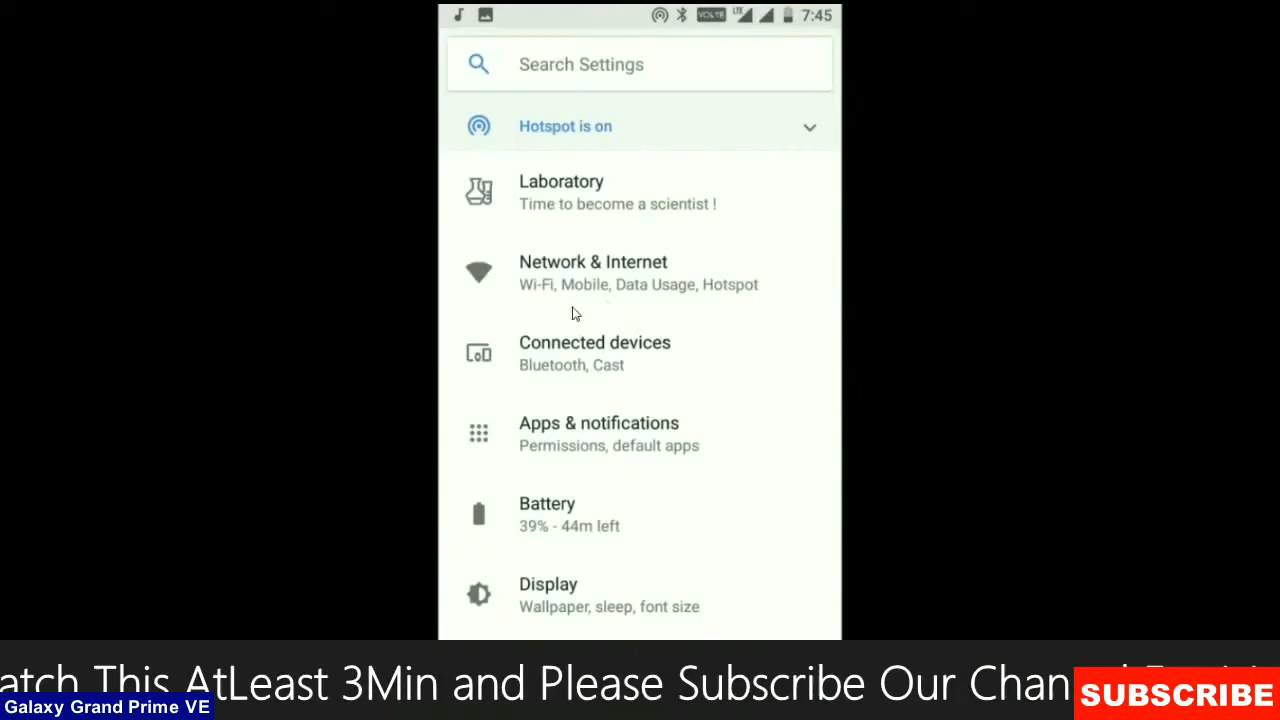 VOLTE LTE 7:45
Search Settings
Hotspot is on
Laboratory
Time to become a scientist !
Network & Internet
Wi-Fi, Mobile, Data Usage, Hotspot
Connected devices
Bluetooth, Cast
Apps & notifications
Permissions, default apps
Battery
39% - 44m left
Display
Wallpaper, sleep, font size
atch This AtLeast 3Min and Please Subscribe Our Chan
SUBSCRIBE
Galaxy Grand Prime VE